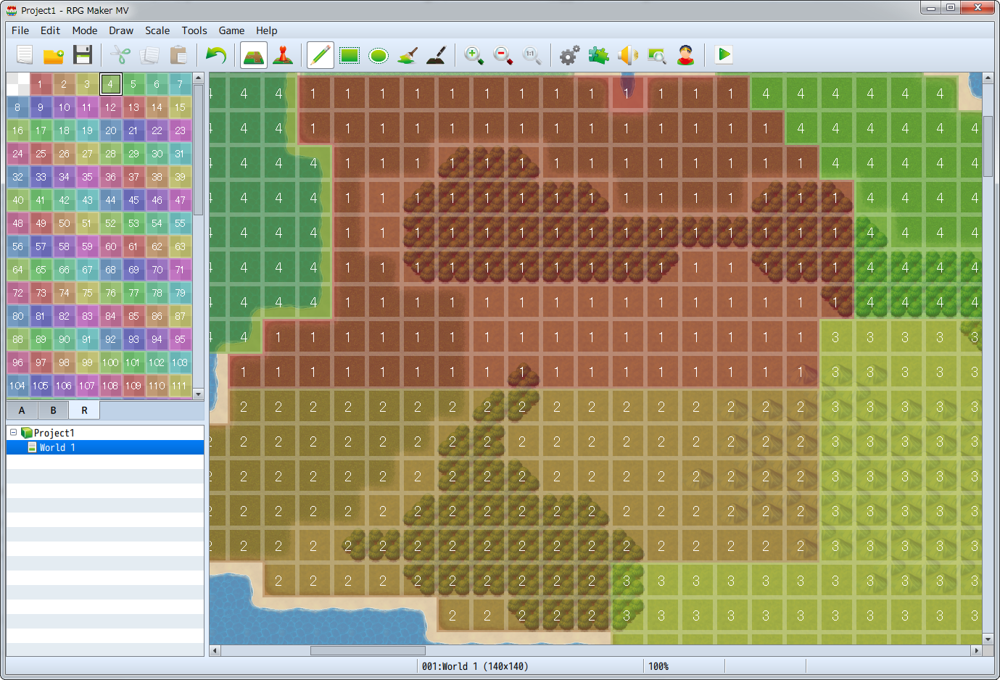 Project1 - RPG Maker MV
File Edit Mode Draw Scale Tools Game Help
1:1
1 2 3 4 5 6 7
8 9 10 11 12 13 14 15
16 17 18 19 20 21 22 23
24 25 26 27 28 29 30 31
32 33 34 35 36 37 38 39
40 41 42 43 44 45 46 47
48 49 50 51 52 53 54 55
56 57 58 59 60 61 62 63
64 65 66 67 68 69 70 71
72 73 74 75 76 77 78 79
80 81 82 83 84 85 86 87
88 89 90 91 92 93 94 95
96 97 98 99 100 101 102 103
104 105 106 107 108 109 110 111
A B R
Project1
World 1
4 4 4 1 1 1 1 1 1 1 1 1 1 1 1 1 4 4 4 4 4 4
4 4 4 1 1 1 1 1 1 1 1 1 1 1 1 1 1 4 4 4 4 4 4
4 4 4 4 1 1 1 1 1 1 1 1 1 1 1 1 1 1 4 4 4 4 4
4 4 4 4 1 1 1 1 1 1 1 1 1 1 1 1 1 1 1 4 4 4 4
4 4 4 4 1 1 1 1 1 1 1 1 1 1 1 1 1 1 1 4 4 4 4
4 4 4 4 1 1 1 1 1 1 1 1 1 1 1 1 1 1 1 4 4 4 4
4 4 4 4 1 1 1 1 1 1 1 1 1 1 1 1 1 1 1 4 4 4 4
4 4 1 1 1 1 1 1 1 1 1 1 1 1 1 1 1 1 3 3 3 3 3
1 1 1 1 1 1 1 1 1 1 1 1 1 1 1 1 1 3 3 3 3 3
2 2 2 2 2 2 2 2 2 2 2 2 2 2 2 2 2 3 3 3 3 3
2 2 2 2 2 2 2 2 2 2 2 2 2 2 2 2 2 2 3 3 3 3 3
2 2 2 2 2 2 2 2 2 2 2 2 2 2 2 2 2 2 3 3 3 3 3
2 2 2 2 2 2 2 2 2 2 2 2 2 2 2 2 2 2 3 3 3 3 3
2 2 2 2 2 2 2 2 2 2 2 2 2 2 2 2 2 2 3 3 3 3 3
2 2 2 2 2 2 2 2 2 2 3 3 3 3 3 3 3 3 3 3 3
2 2 2 2 2 3 3 3 3 3 3 3 3 3 3 3
001:World 1 (140x140) 100%